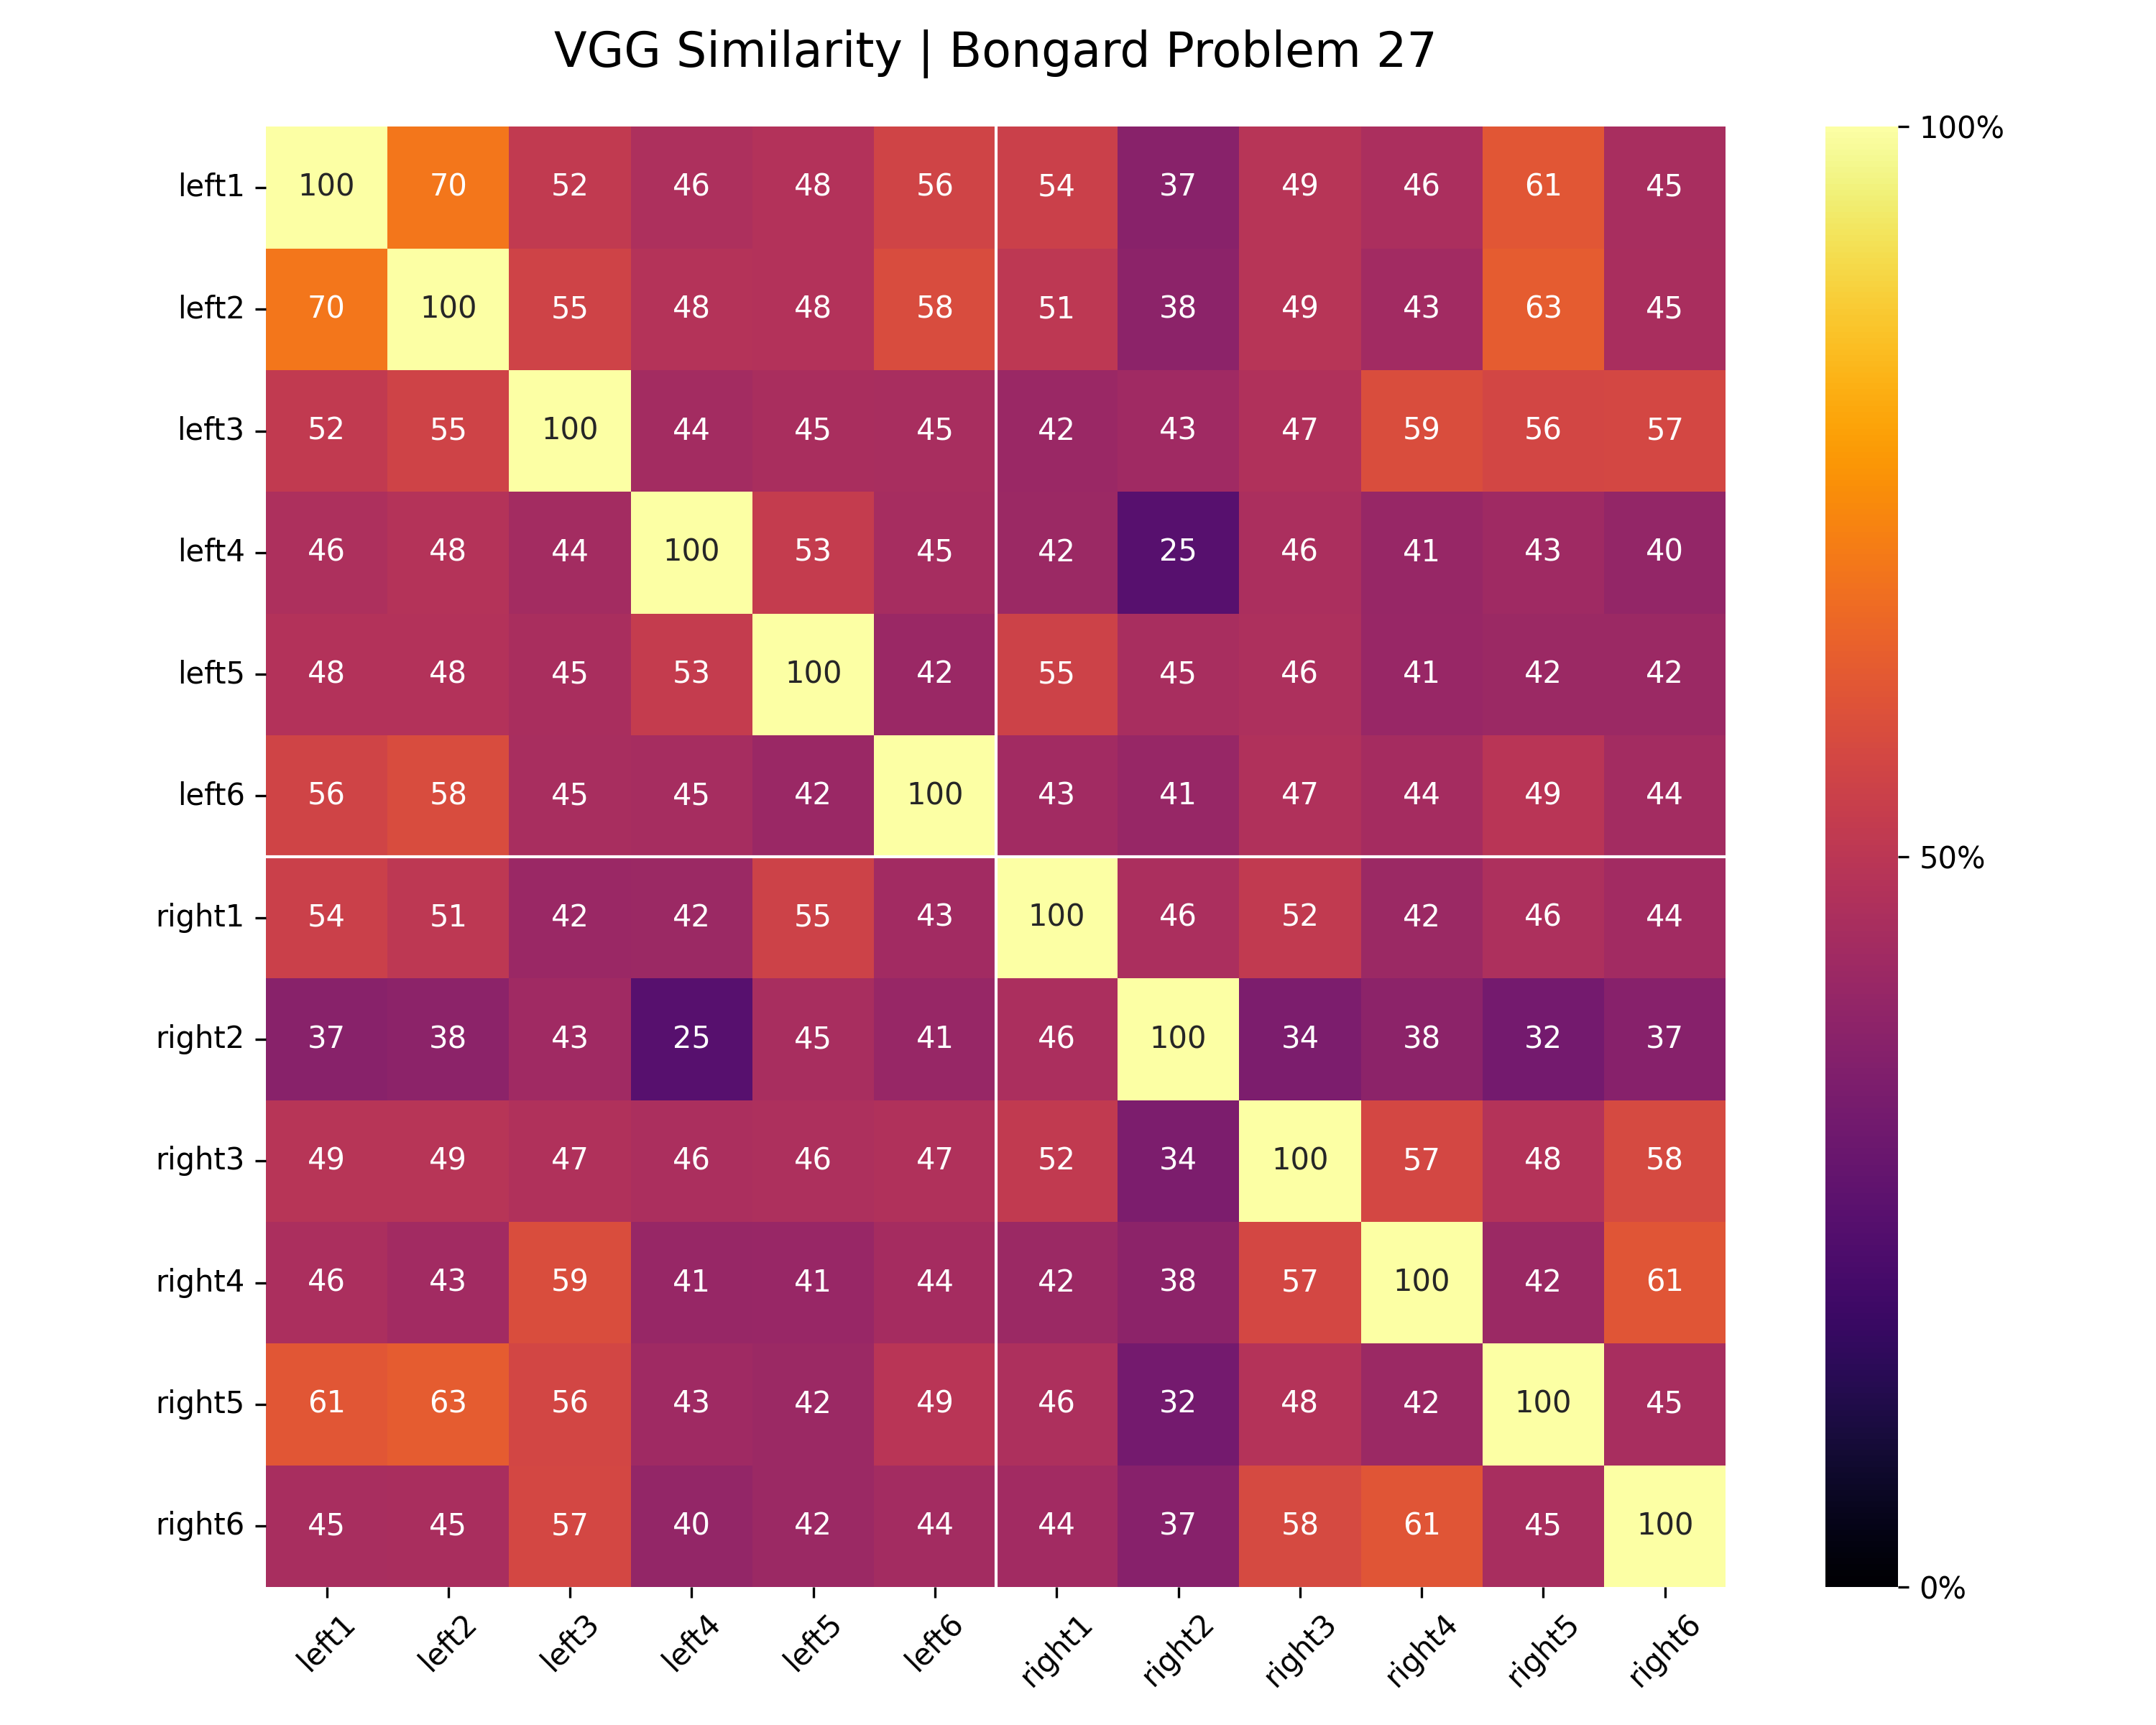 VGG Similarity | Bongard Problem 27
left1 100 70 52 46 48 56 54 37 49 46 61 45
left2 70 100 55 48 48 58 51 38 49 43 63 45
left3 52 55 100 44 45 45 42 43 47 59 56 57
left4 46 48 44 100 53 45 42 25 46 41 43 40
left5 48 48 45 53 100 42 55 45 46 41 42 42
left6 56 58 45 45 42 100 43 41 47 44 49 44
right1 54 51 42 42 55 43 100 46 52 42 46 44
right2 37 38 43 25 45 41 46 100 34 38 32 37
right3 49 49 47 46 46 47 52 34 100 57 48 58
right4 46 43 59 41 41 44 42 38 57 100 42 61
right5 61 63 56 43 42 49 46 32 48 42 100 45
right6 45 45 57 40 42 44 44 37 58 61 45 100
left1 left2 left3 left4 left5 left6 right1 right2 right3 right4 right5 right6
100%
50%
0%